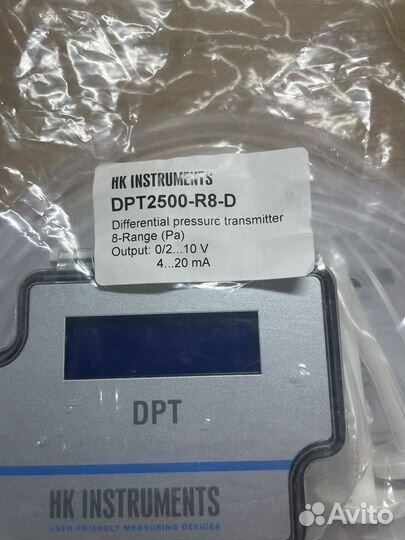 HK INSTRUMENTS
DPT2500-R8-D
Differential pressure transmitter
8-Range (Pa)
Output: 0/2...10 V
4...20 mA
DPT
HK INSTRUMENTS
USER-FRIENDLY MEASURING DEVICES
Avito